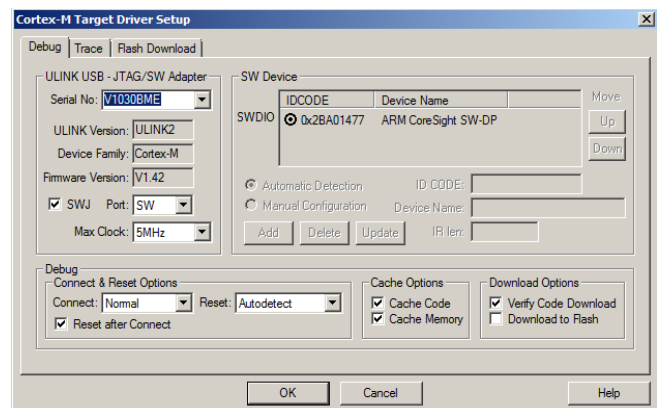 Cortex-M Target Driver Setup
Debug Trace Flash Download
ULINK USB - JTAG/SW Adapter
Serial No: V1030BME
ULINK Version: ULINK2
Device Family: Cortex-M
Firmware Version: V1.42
SWJ Port: SW
Max Clock: 5MHz
SW Device
IDCODE Device Name
SWDIO 0x2BA01477 ARM CoreSight SW-DP
Move
Up
Down
Automatic Detection ID CODE:
Manual Configuration Device Name:
Add Delete Update IR len:
Debug
Connect & Reset Options
Connect: Normal Reset: Autodetect
Reset after Connect
Cache Options
Cache Code
Cache Memory
Download Options
Verify Code Download
Download to Flash
OK Cancel Help